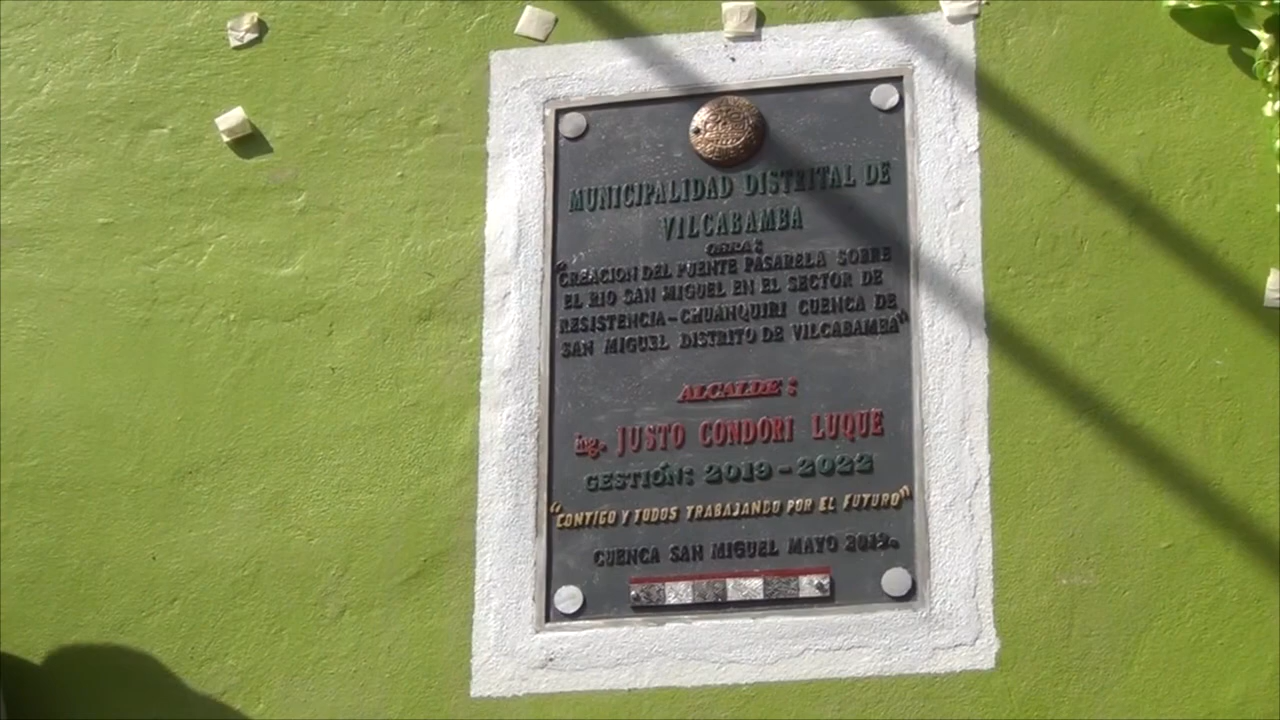 MUNICIPALIDAD DISTRITAL DE
VILCABAMBA
OBRA:
"CREACION DEL PUENTE PASARELA SOBRE
EL RIO SAN MIGUEL EN EL SECTOR DE
RESISTENCIA-CHUANQUIRI CUENCA DE
SAN MIGUEL DISTRITO DE VILCABAMBA"
ALCALDE:
ing. JUSTO CONDORI LUQUE
GESTIÓN: 2019-2022
"CONTIGO Y TODOS TRABAJANDO POR EL FUTURO"
CUENCA SAN MIGUEL MAYO 2019.